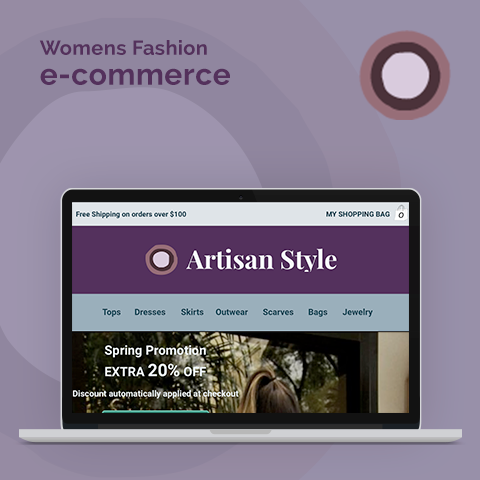 Womens Fashion
e-commerce
Free Shipping on orders over $100 MY SHOPPING BAG 0
Artisan Style
Tops Dresses Skirts Outwear Scarves Bags Jewelry
Spring Promotion
EXTRA 20% OFF
Discount automatically applied at checkout